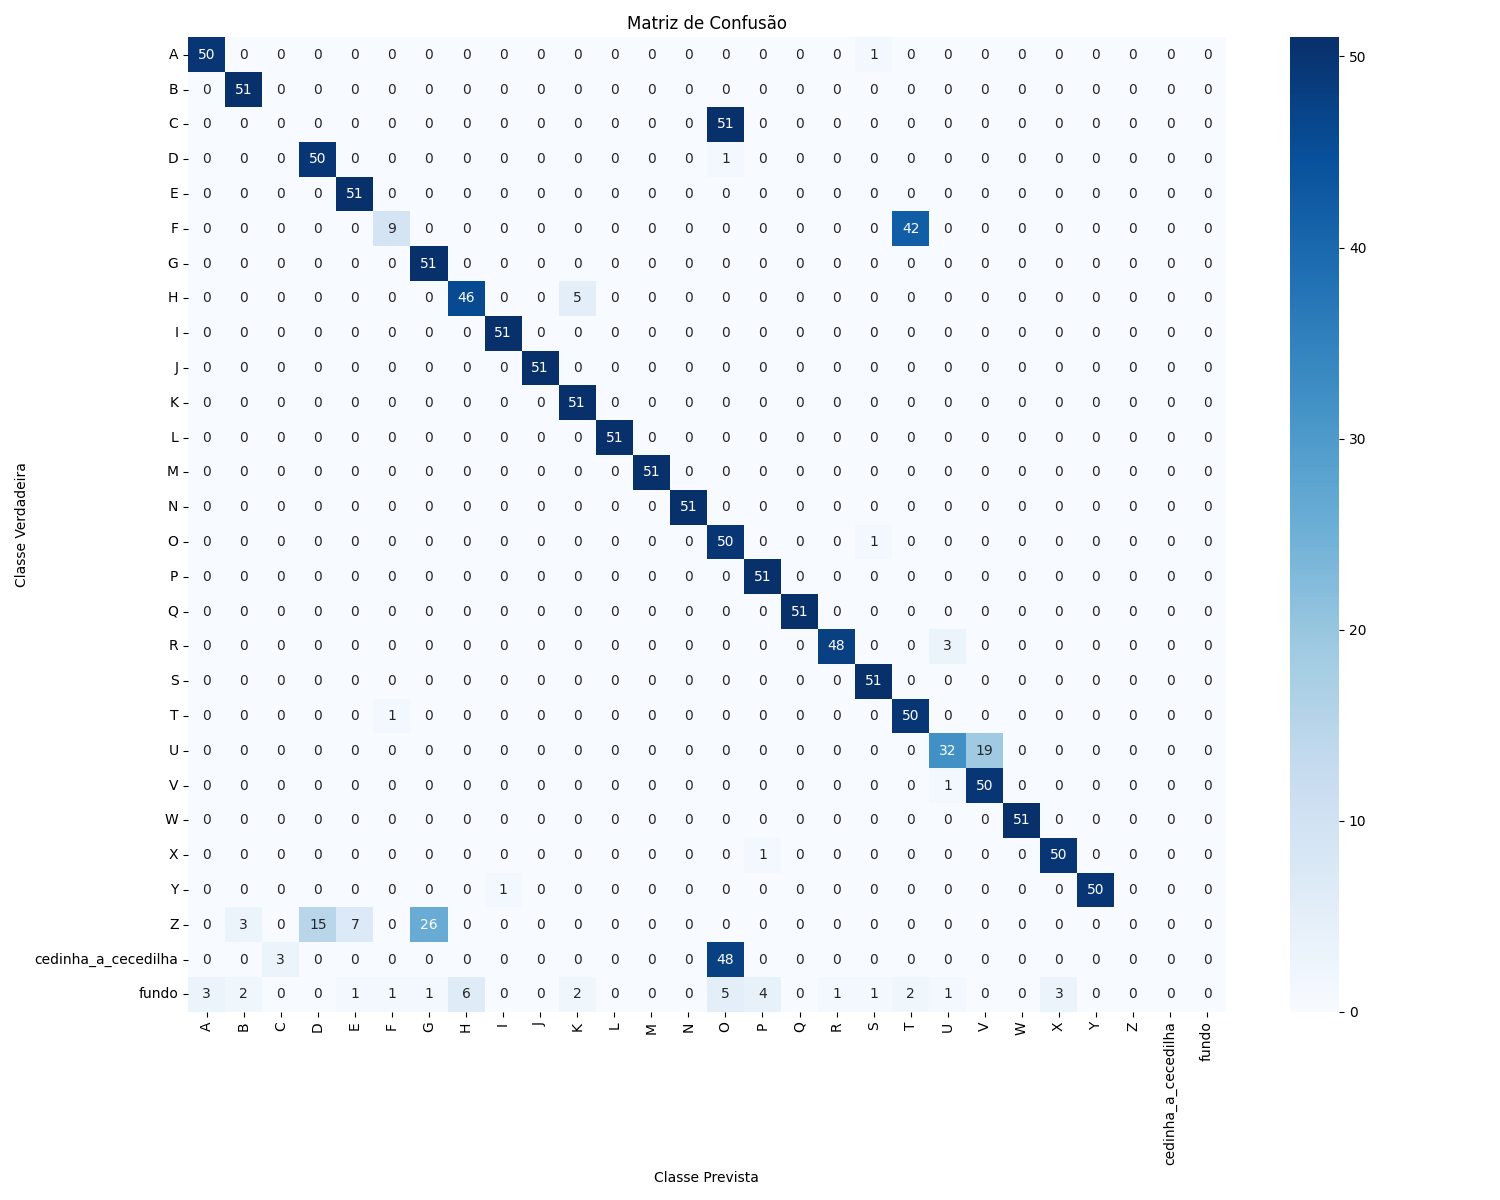 Matriz de Confusão
A 50 0 0 0 0 0 0 0 0 0 0 0 0 0 0 0 0 0 1 0 0 0 0 0 0 0 0 0
B 0 51 0 0 0 0 0 0 0 0 0 0 0 0 0 0 0 0 0 0 0 0 0 0 0 0 0 0
C 0 0 0 0 0 0 0 0 0 0 0 0 0 0 51 0 0 0 0 0 0 0 0 0 0 0 0 0
D 0 0 0 50 0 0 0 0 0 0 0 0 0 0 1 0 0 0 0 0 0 0 0 0 0 0 0 0
E 0 0 0 0 51 0 0 0 0 0 0 0 0 0 0 0 0 0 0 0 0 0 0 0 0 0 0 0
F 0 0 0 0 0 9 0 0 0 0 0 0 0 0 0 0 0 0 0 42 0 0 0 0 0 0 0 0
G 0 0 0 0 0 0 51 0 0 0 0 0 0 0 0 0 0 0 0 0 0 0 0 0 0 0 0 0
H 0 0 0 0 0 0 0 46 0 0 5 0 0 0 0 0 0 0 0 0 0 0 0 0 0 0 0 0
I 0 0 0 0 0 0 0 0 51 0 0 0 0 0 0 0 0 0 0 0 0 0 0 0 0 0 0 0
J 0 0 0 0 0 0 0 0 0 51 0 0 0 0 0 0 0 0 0 0 0 0 0 0 0 0 0 0
K 0 0 0 0 0 0 0 0 0 0 51 0 0 0 0 0 0 0 0 0 0 0 0 0 0 0 0 0
L 0 0 0 0 0 0 0 0 0 0 0 51 0 0 0 0 0 0 0 0 0 0 0 0 0 0 0 0
M 0 0 0 0 0 0 0 0 0 0 0 0 51 0 0 0 0 0 0 0 0 0 0 0 0 0 0 0
N 0 0 0 0 0 0 0 0 0 0 0 0 0 51 0 0 0 0 0 0 0 0 0 0 0 0 0 0
O 0 0 0 0 0 0 0 0 0 0 0 0 0 0 50 0 0 0 1 0 0 0 0 0 0 0 0 0
P 0 0 0 0 0 0 0 0 0 0 0 0 0 0 0 51 0 0 0 0 0 0 0 0 0 0 0 0
Q 0 0 0 0 0 0 0 0 0 0 0 0 0 0 0 0 51 0 0 0 0 0 0 0 0 0 0 0
R 0 0 0 0 0 0 0 0 0 0 0 0 0 0 0 0 0 48 0 0 3 0 0 0 0 0 0 0
S 0 0 0 0 0 0 0 0 0 0 0 0 0 0 0 0 0 0 51 0 0 0 0 0 0 0 0 0
T 0 0 0 0 0 1 0 0 0 0 0 0 0 0 0 0 0 0 0 50 0 0 0 0 0 0 0 0
U 0 0 0 0 0 0 0 0 0 0 0 0 0 0 0 0 0 0 0 0 32 19 0 0 0 0 0 0
V 0 0 0 0 0 0 0 0 0 0 0 0 0 0 0 0 0 0 0 0 1 50 0 0 0 0 0 0
W 0 0 0 0 0 0 0 0 0 0 0 0 0 0 0 0 0 0 0 0 0 0 51 0 0 0 0 0
X 0 0 0 0 0 0 0 0 0 0 0 0 0 0 0 1 0 0 0 0 0 0 0 50 0 0 0 0
Y 0 0 0 0 0 0 0 0 1 0 0 0 0 0 0 0 0 0 0 0 0 0 0 0 50 0 0 0
Z 0 3 0 15 7 0 26 0 0 0 0 0 0 0 0 0 0 0 0 0 0 0 0 0 0 0 0 0
cedinha_a_cecedilha 0 0 3 0 0 0 0 0 0 0 0 0 0 0 48 0 0 0 0 0 0 0 0 0 0 0 0 0
fundo 3 2 0 0 1 1 1 6 0 0 2 0 0 0 5 4 0 1 1 2 1 0 0 3 0 0 0 0
A B C D E F G H I J K L M N O P Q R S T U V W X Y Z cedinha_a_cecedilha fundo
Classe Prevista
Classe Verdadeira
50
40
30
20
10
0